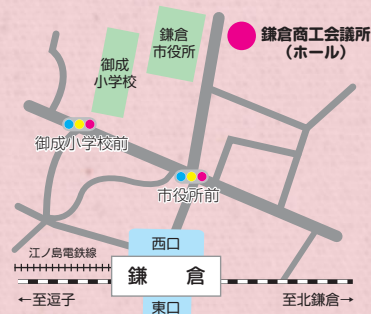 鎌倉商工会議所
(ホール)
鎌倉
市役所
御成
小学校
御成小学校前
市役所前
西口
江ノ島電鉄線
鎌 倉
←至逗子
至北鎌倉→
東口